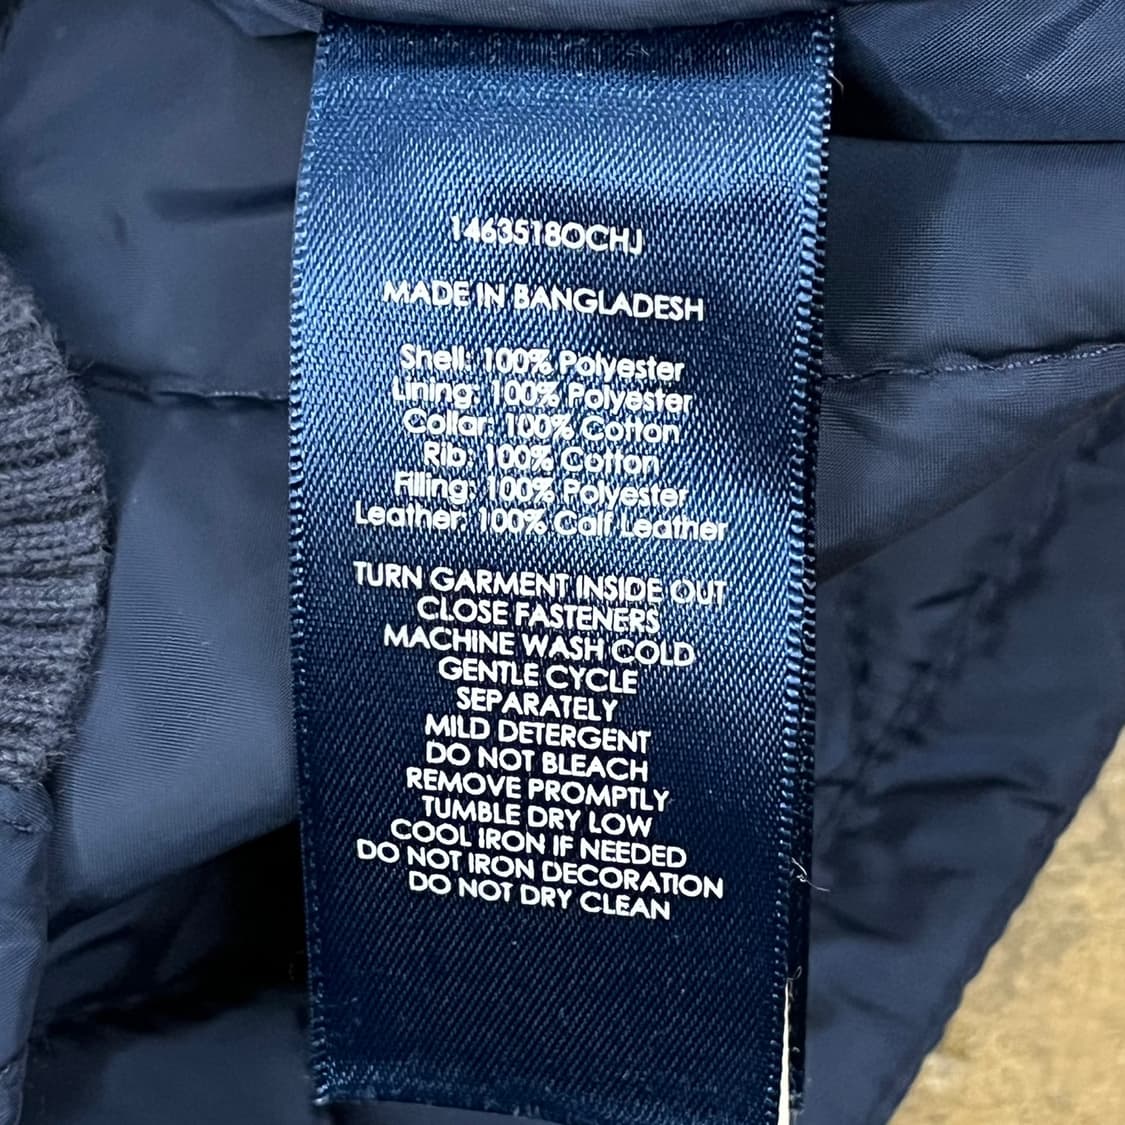 14635180CHJ
MADE IN BANGLADESH
Shell: 100% Polyester
Lining: 100% Polyester
Collar: 100% Cotton
Rib: 100% Cotton
Filling: 100% Polyester
Leather: 100% Calf Leather
TURN GARMENT INSIDE OUT
CLOSE FASTENERS
MACHINE WASH COLD
GENTLE CYCLE
SEPARATELY
MILD DETERGENT
DO NOT BLEACH
REMOVE PROMPTLY
TUMBLE DRY LOW
COOL IRON IF NEEDED
DO NOT IRON DECORATION
DO NOT DRY CLEAN